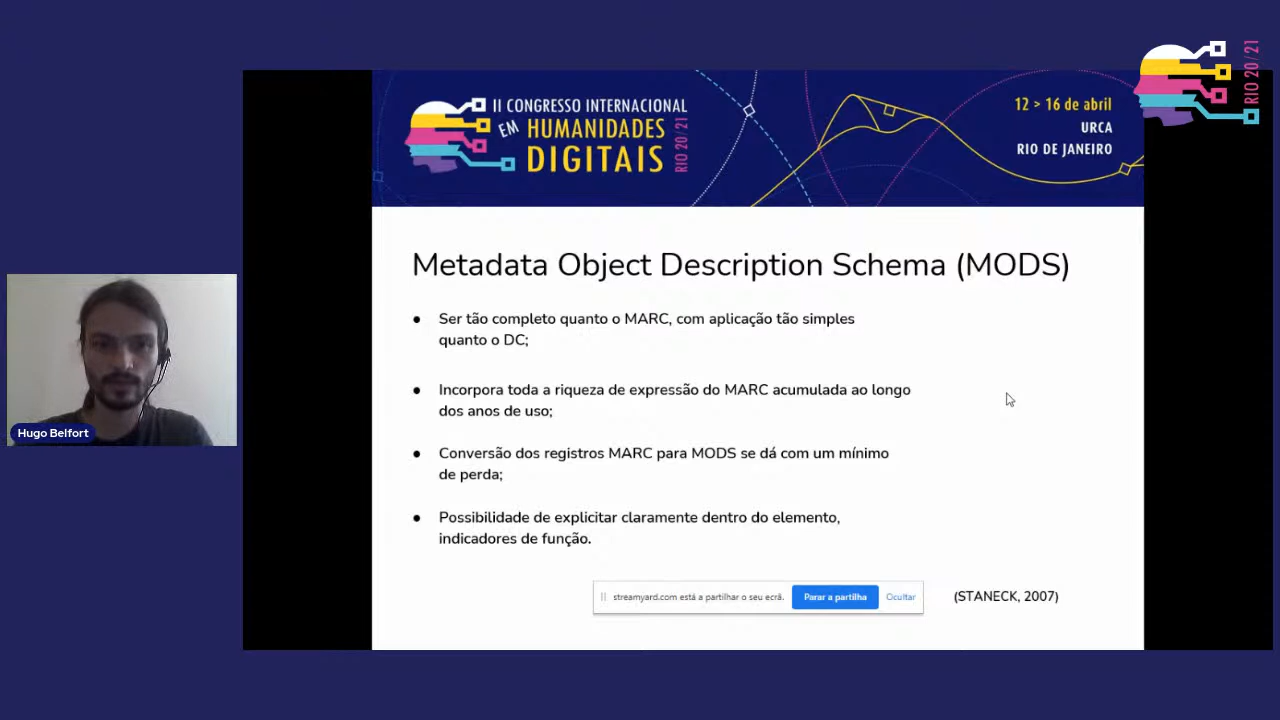 II CONGRESSO INTERNACIONAL
EM HUMANIDADES
DIGITAIS
RIO 20/21
12 > 16 de abril
URCA
RIO DE JANEIRO
RIO 20/21
Metadata Object Description Schema (MODS)
● Ser tão completo quanto o MARC, com aplicação tão simples
quanto o DC;
● Incorpora toda a riqueza de expressão do MARC acumulada ao longo
dos anos de uso;
● Conversão dos registros MARC para MODS se dá com um mínimo
de perda;
● Possibilidade de explicitar claramente dentro do elemento,
indicadores de função.
streamyard.com está a partilhar o seu ecrã. Parar a partilha Ocultar
(STANECK, 2007)
Hugo Belfort